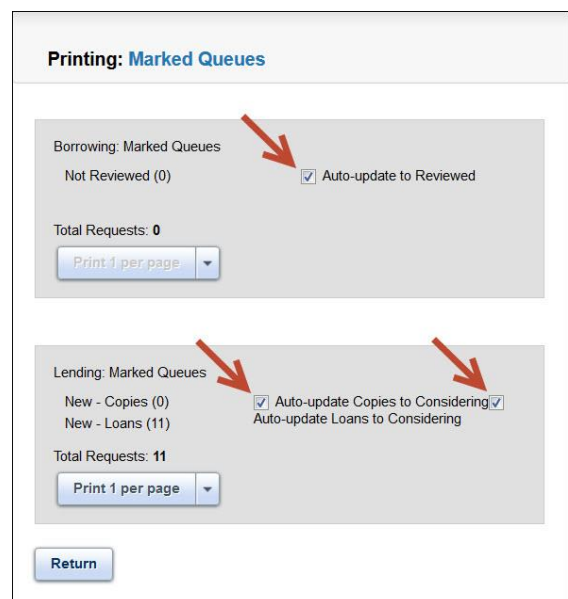 Printing: Marked Queues
Borrowing: Marked Queues
Not Reviewed (0)
Auto-update to Reviewed
Total Requests: 0
Print 1 per page
Lending: Marked Queues
New - Copies (0)
Auto-update Copies to Considering
New - Loans (11)
Auto-update Loans to Considering
Total Requests: 11
Print 1 per page
Return